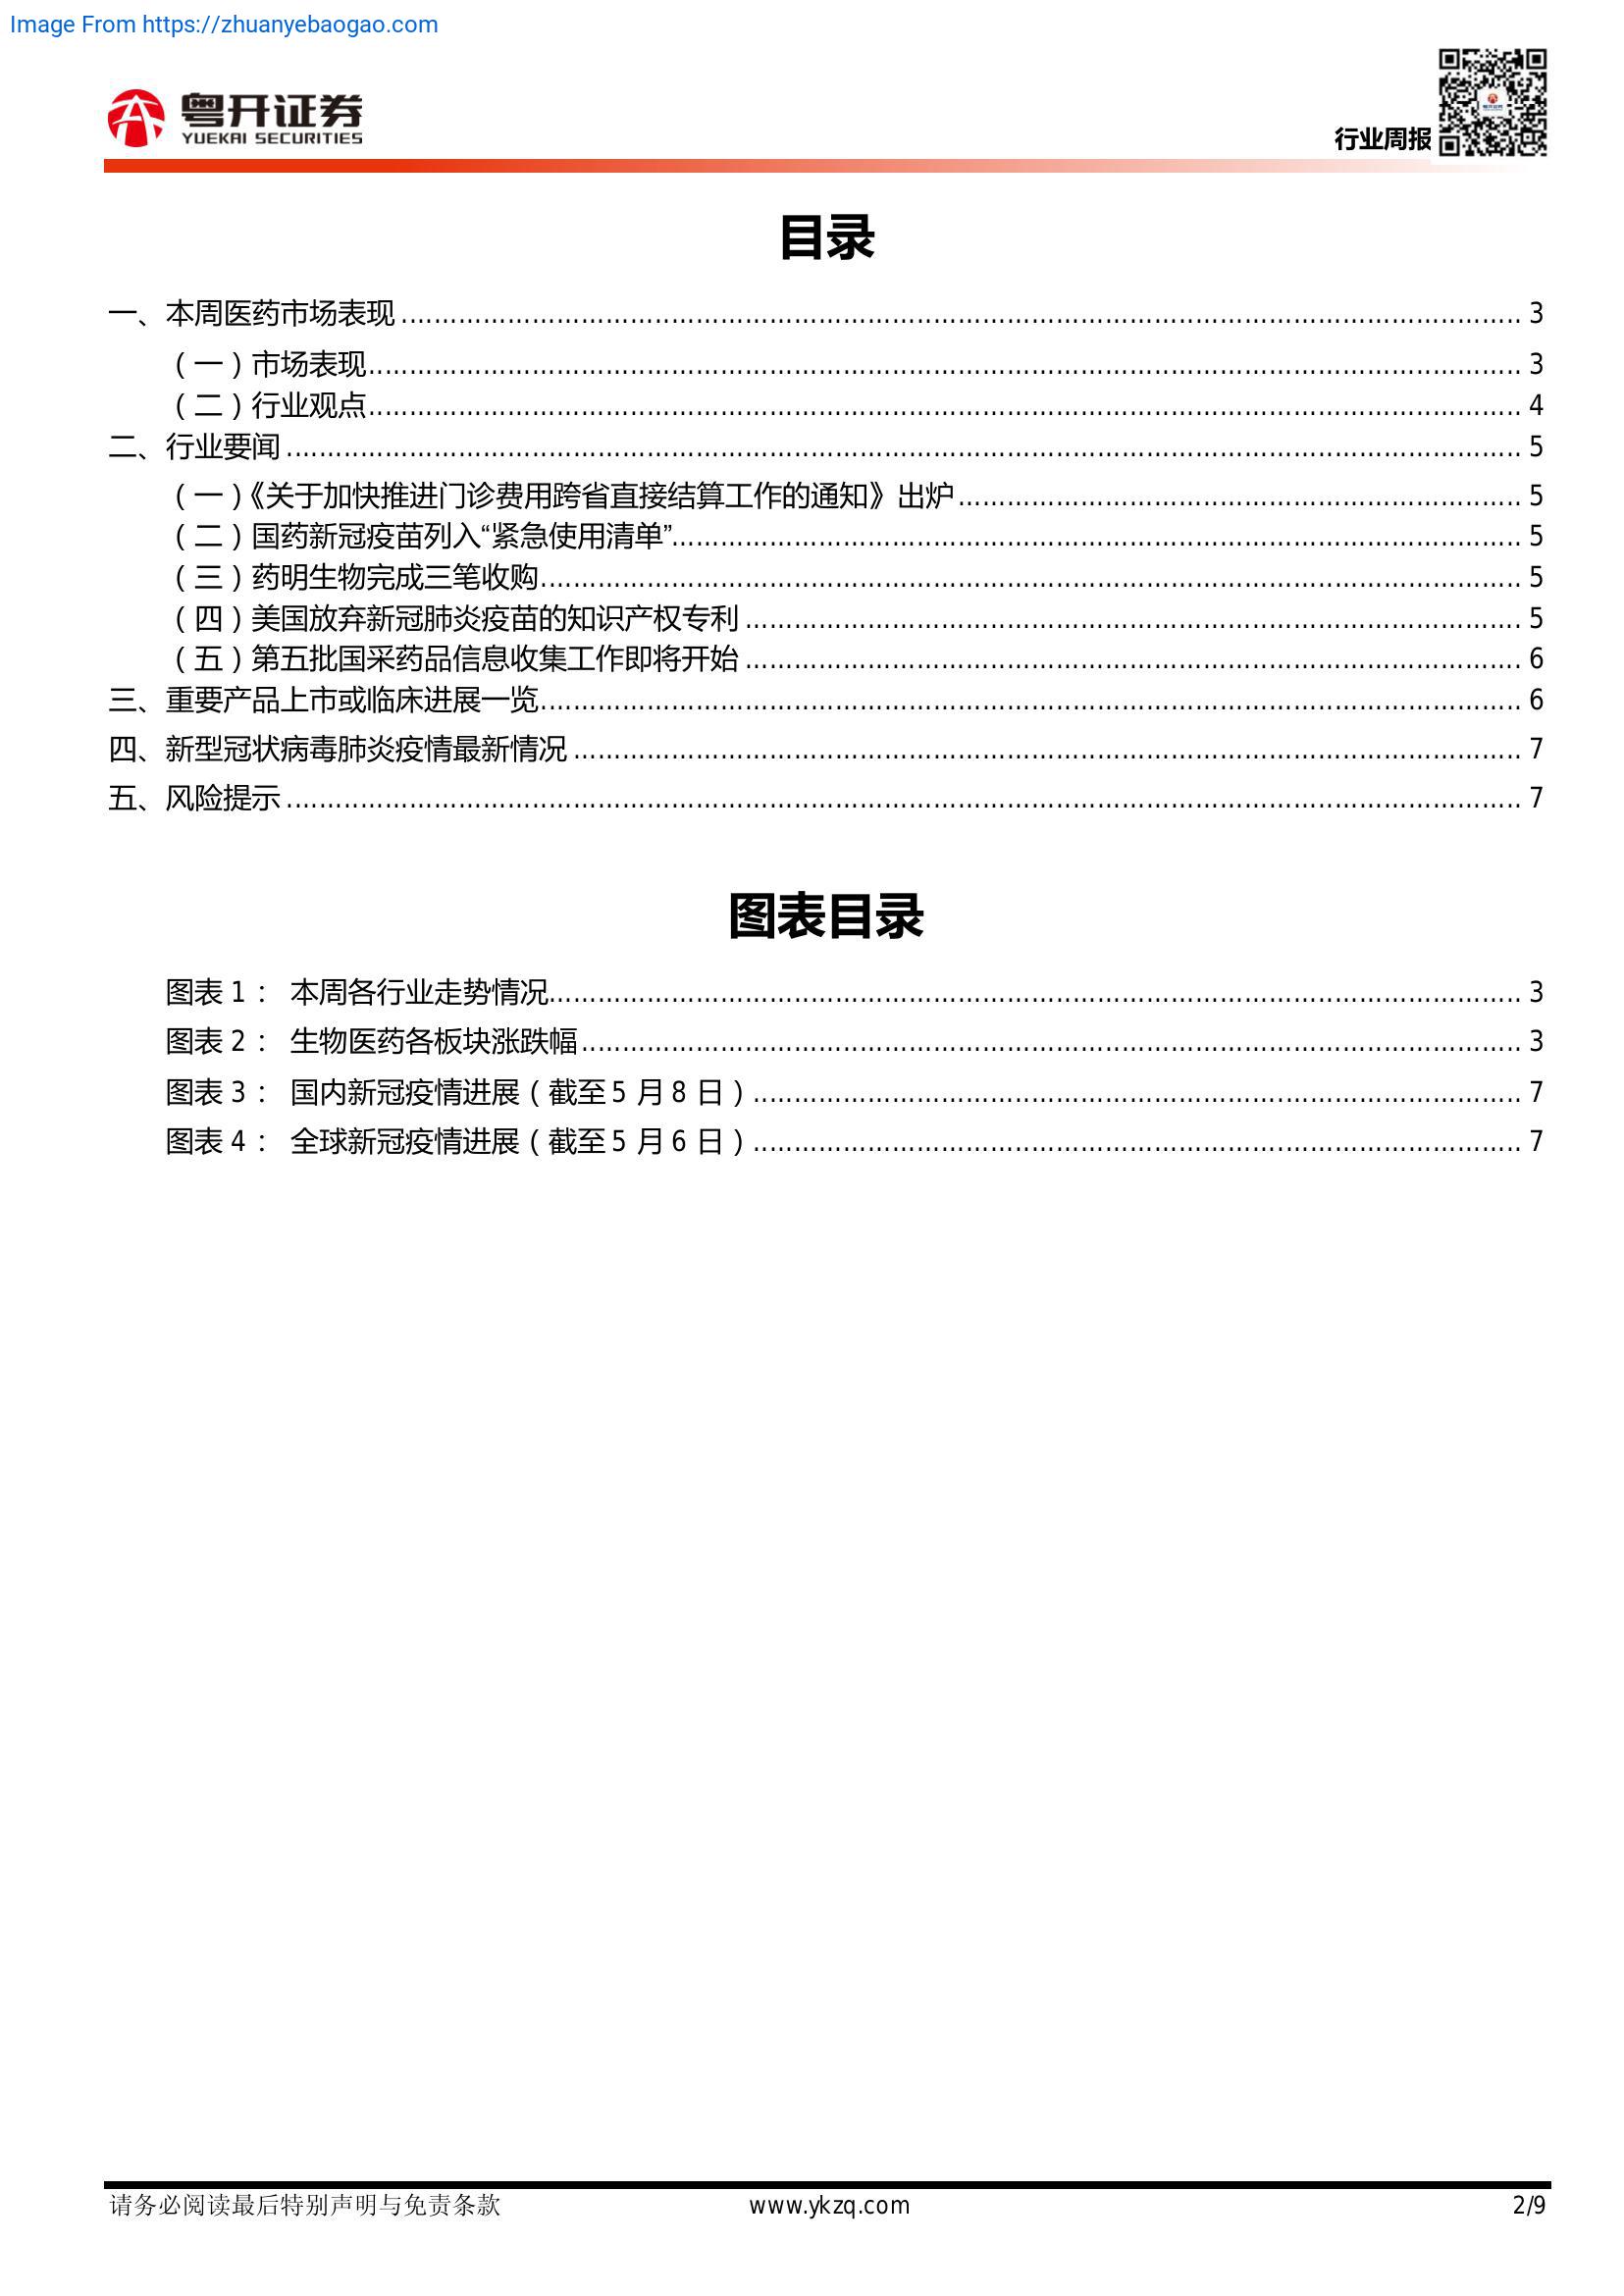 Image From https://zhuanyebaogao.com
粤开证券
YUEKAI SECURITIES
行业周报
目录
一、本周医药市场表现 3
（一）市场表现 3
（二）行业观点 4
二、行业要闻 5
（一）《关于加快推进门诊费用跨省直接结算工作的通知》出炉 5
（二）国药新冠疫苗列入“紧急使用清单” 5
（三）药明生物完成三笔收购 5
（四）美国放弃新冠肺炎疫苗的知识产权专利 5
（五）第五批国采药品信息收集工作即将开始 6
三、重要产品上市或临床进展一览 6
四、新型冠状病毒肺炎疫情最新情况 7
五、风险提示 7
图表目录
图表 1： 本周各行业走势情况 3
图表 2： 生物医药各板块涨跌幅 3
图表 3： 国内新冠疫情进展（截至 5 月 8 日） 7
图表 4： 全球新冠疫情进展（截至 5 月 6 日） 7
请务必阅读最后特别声明与免责条款 www.ykzq.com 2/9